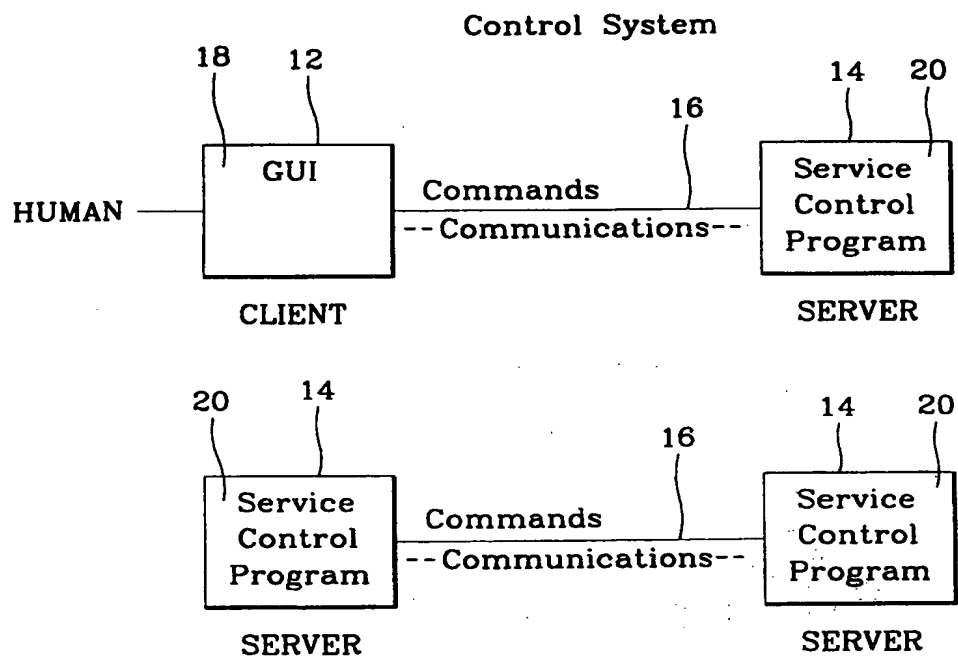 Control System
18
12
14
20
16
GUI
Service
Control
Program
HUMAN
Commands
--Communications--
CLIENT
SERVER
20
14
16
14
20
Service
Control
Program
Commands
--Communications--
Service
Control
Program
SERVER
SERVER